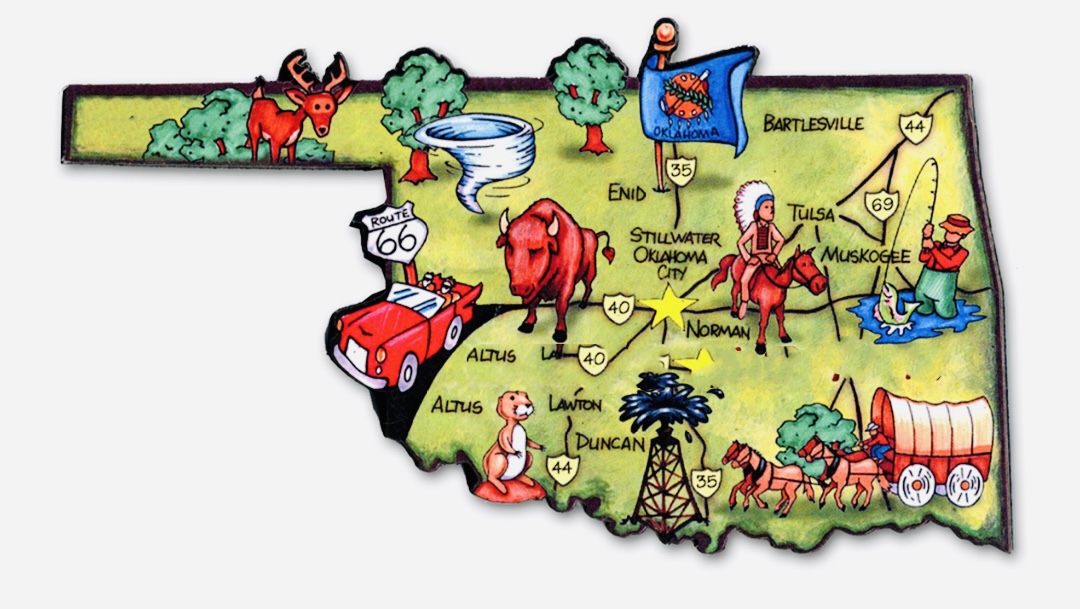 OKLAHOMA
BARTLESVILLE
44
35
ENID
69
ROUTE
66
TULSA
STILLWATER
OKLAHOMA
CITY
MUSKOGEE
40
NORMAN
ALTUS LA
40
ALTUS
LAWTON
DUNCAN
44
35